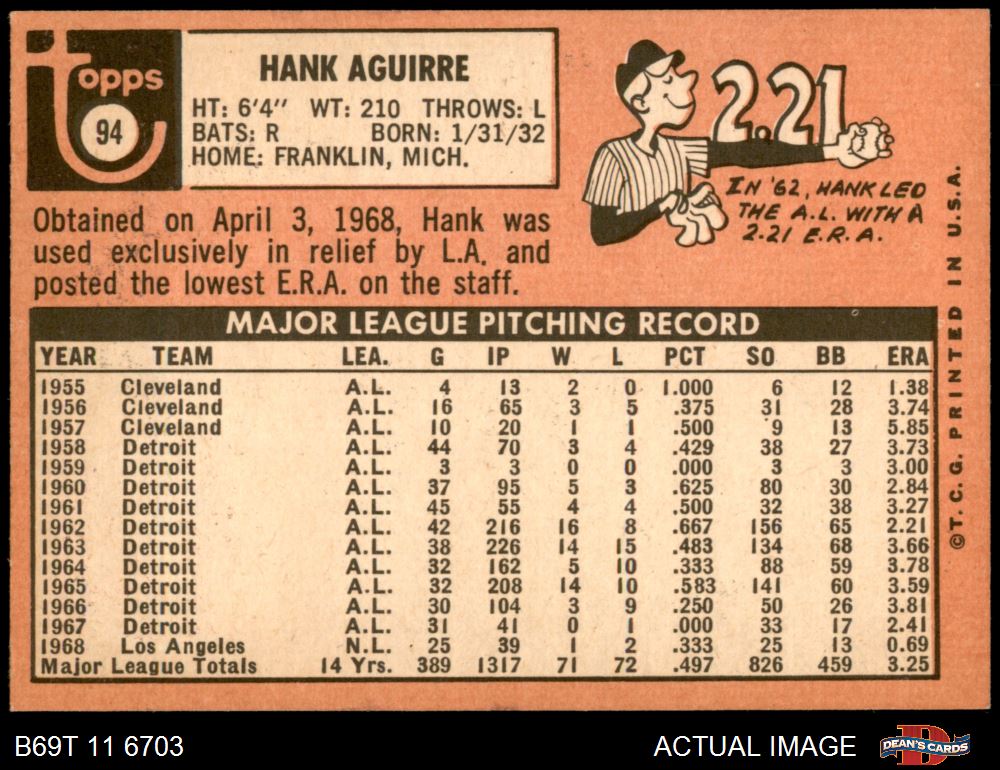 topps
94
HANK AGUIRRE
HT: 6'4" WT: 210 THROWS: L
BATS: R BORN: 1/31/32
HOME: FRANKLIN, MICH.
2.21
IN '62, HANK LED
THE A.L. WITH A
2.21 E.R.A.
Obtained on April 3, 1968, Hank was
used exclusively in relief by L.A. and
posted the lowest E.R.A. on the staff.
MAJOR LEAGUE PITCHING RECORD
YEAR TEAM LEA. G IP W L PCT SO BB ERA
1955 Cleveland A.L. 4 13 2 0 1.000 6 12 1.38
1956 Cleveland A.L. 16 65 3 5 .375 31 28 3.74
1957 Cleveland A.L. 10 20 1 1 .500 9 13 5.85
1958 Detroit A.L. 44 70 3 4 .429 38 27 3.73
1959 Detroit A.L. 3 3 0 0 .000 3 3 3.00
1960 Detroit A.L. 37 95 5 3 .625 80 30 2.84
1961 Detroit A.L. 45 55 4 4 .500 32 38 3.27
1962 Detroit A.L. 42 216 16 8 .667 156 65 2.21
1963 Detroit A.L. 38 226 14 15 .483 134 68 3.66
1964 Detroit A.L. 32 162 5 10 .333 88 59 3.78
1965 Detroit A.L. 32 208 14 10 .583 141 60 3.59
1966 Detroit A.L. 30 104 3 9 .250 50 26 3.81
1967 Detroit A.L. 31 41 0 1 .000 33 17 2.41
1968 Los Angeles N.L. 25 39 1 2 .333 25 13 0.69
Major League Totals 14 Yrs. 389 1317 71 72 .497 826 459 3.25
©T. C. G. PRINTED IN U.S.A.
B69T 11 6703
ACTUAL IMAGE
D
DEAN'S CARDS